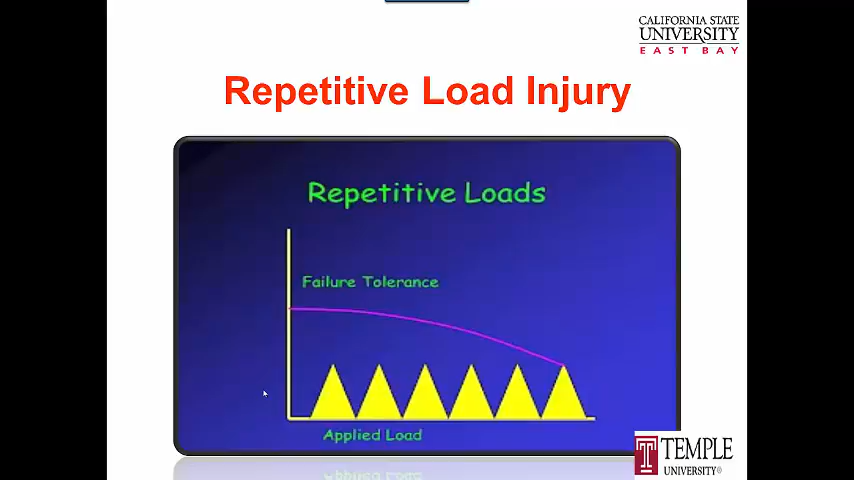 CALIFORNIA STATE
UNIVERSITY
EAST BAY
Repetitive Load Injury
Repetitive Loads
Failure Tolerance
Applied Load
TEMPLE
UNIVERSITY®